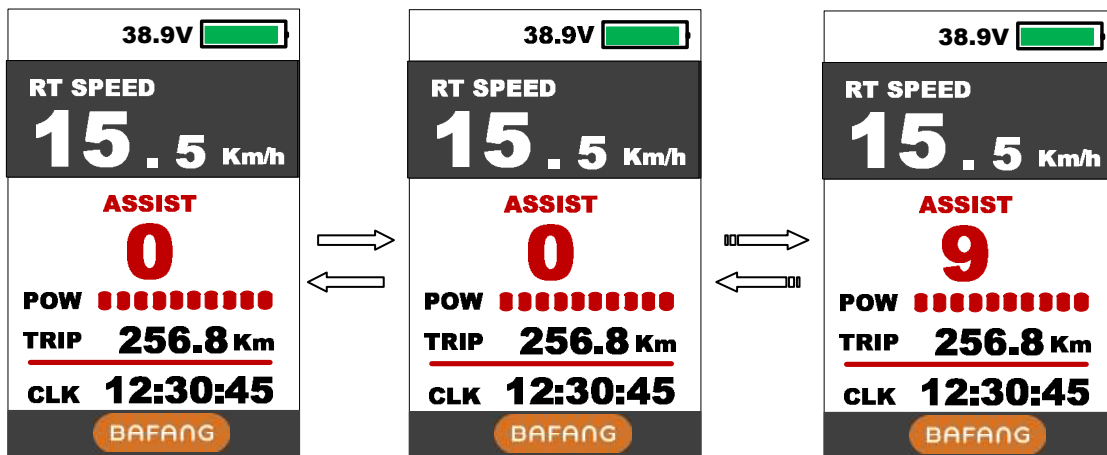 38.9V
RT SPEED
15.5 Km/h
ASSIST
0
POW
TRIP 256.8 Km
CLK 12:30:45
BAFANG
38.9V
RT SPEED
15.5 Km/h
ASSIST
0
POW
TRIP 256.8 Km
CLK 12:30:45
BAFANG
38.9V
RT SPEED
15.5 Km/h
ASSIST
9
POW
TRIP 256.8 Km
CLK 12:30:45
BAFANG